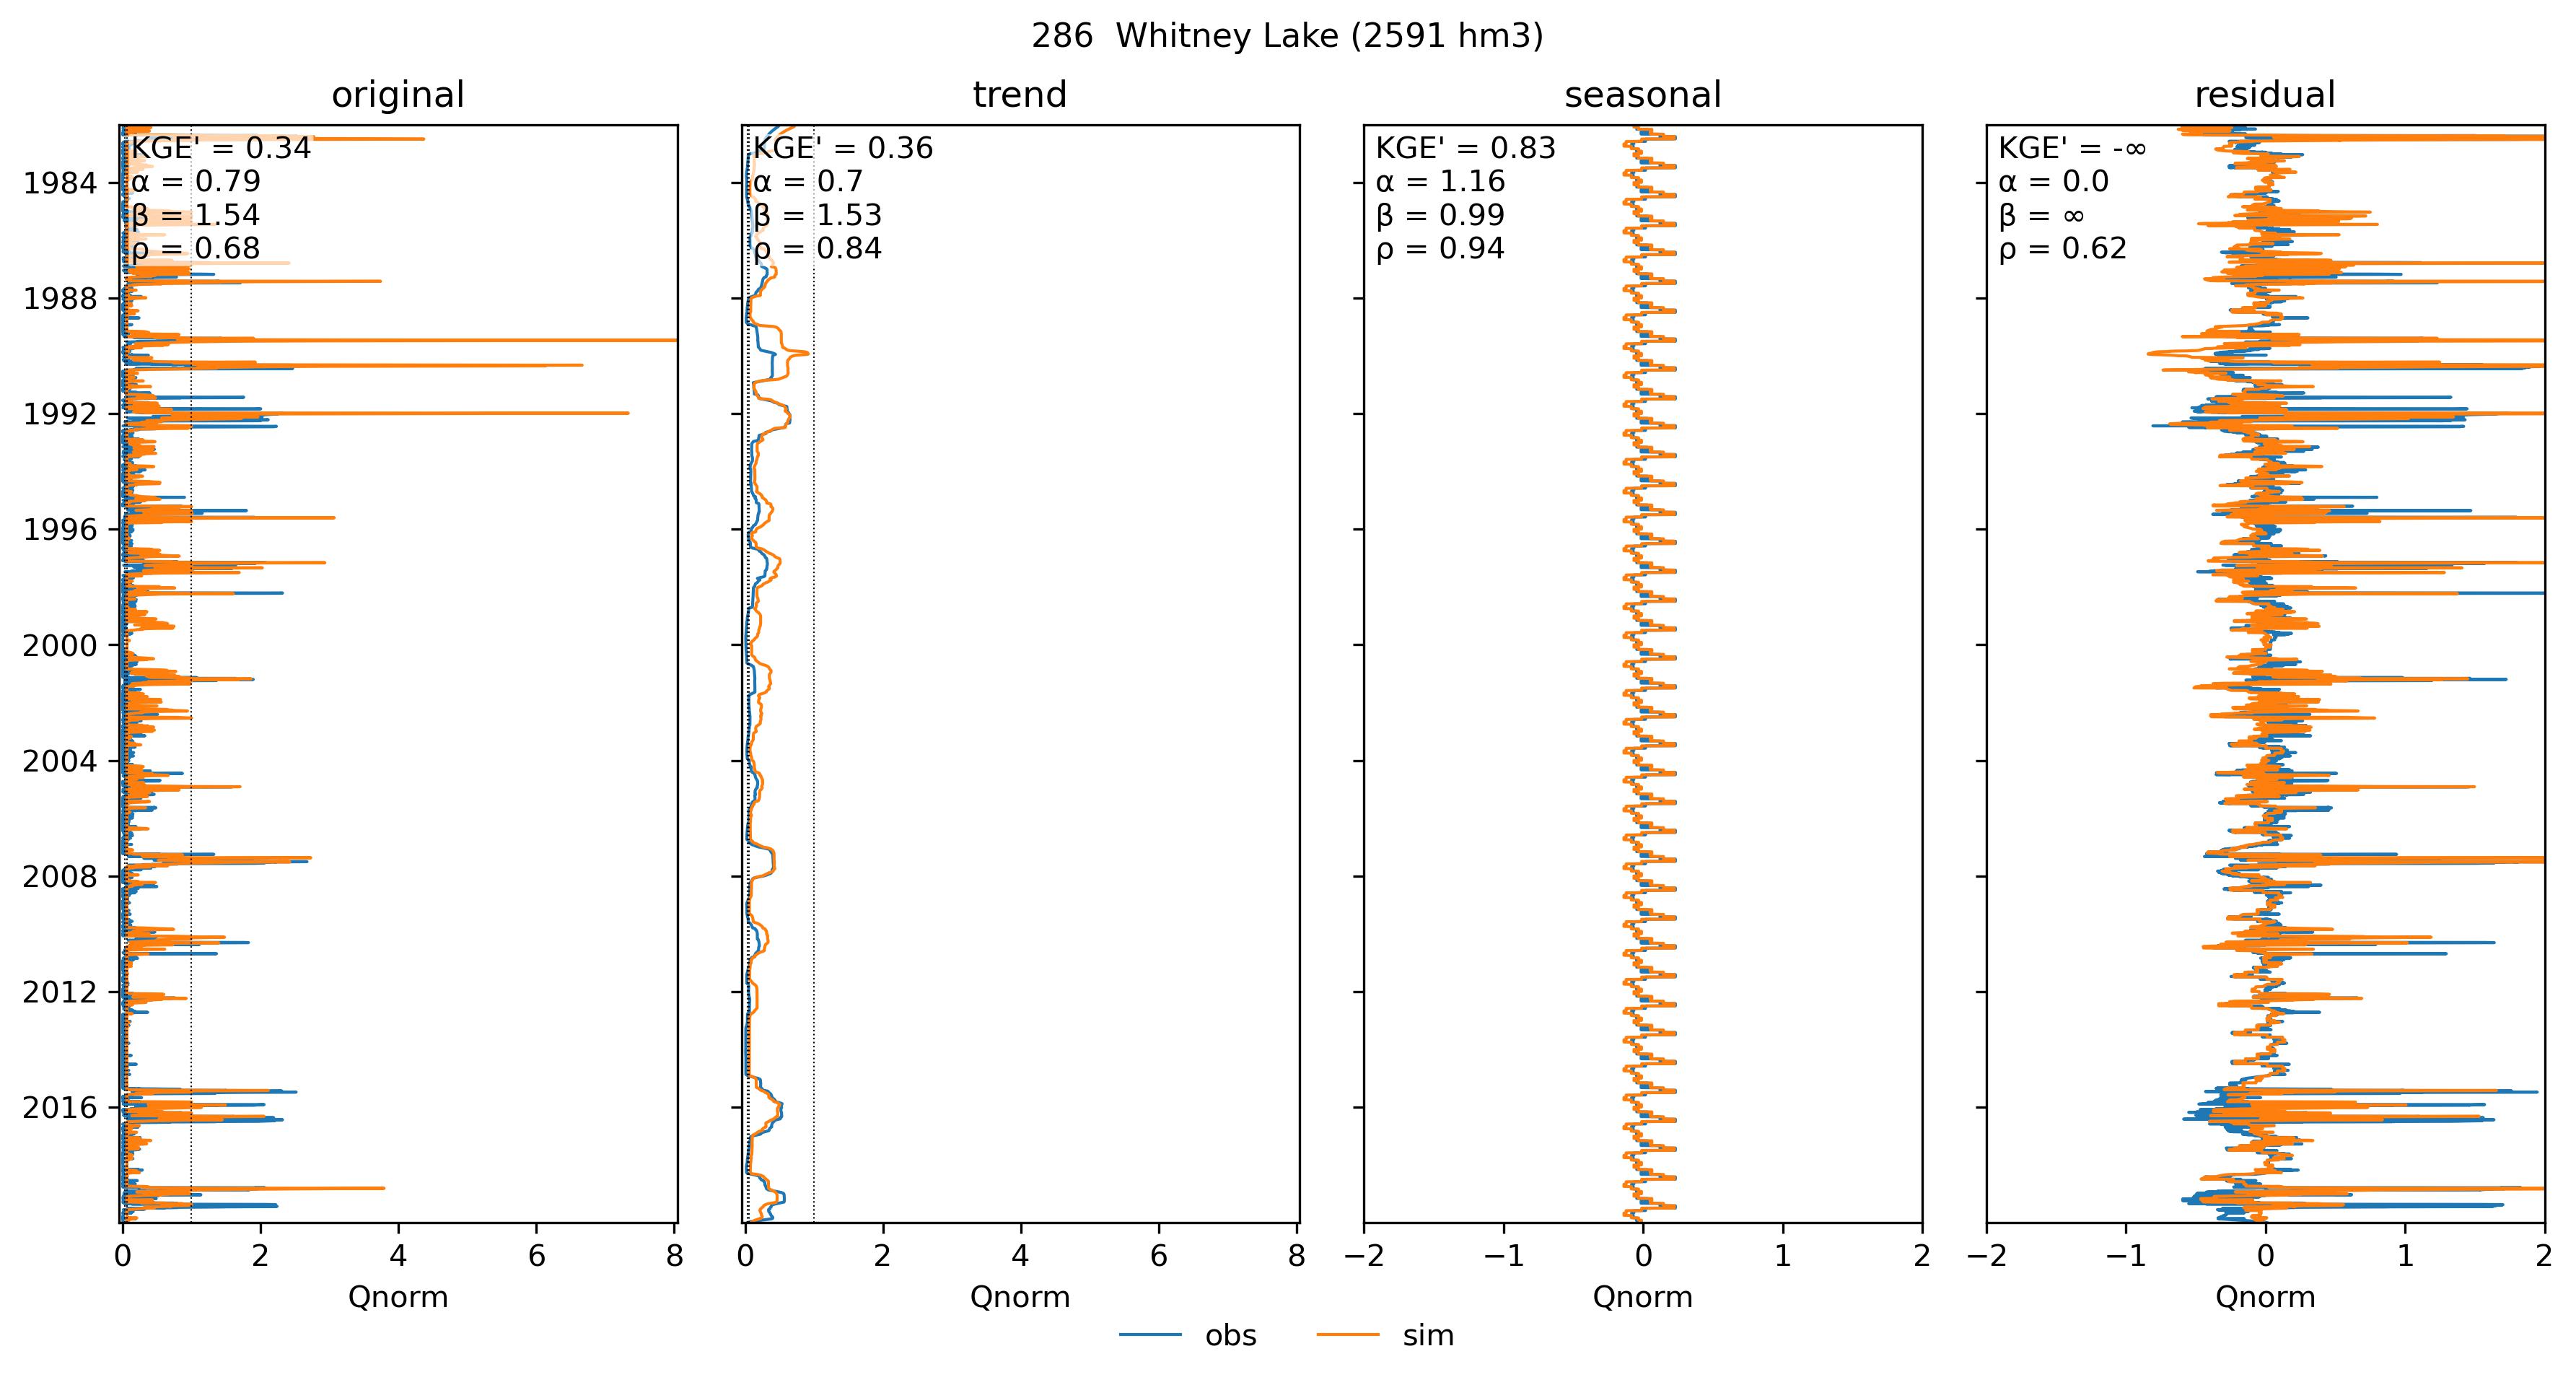 286  Whitney Lake (2591 hm3)
original
trend
seasonal
residual
KGE' = 0.34
α = 0.79
β = 1.54
ρ = 0.68
KGE' = 0.36
α = 0.7
β = 1.53
ρ = 0.84
KGE' = 0.83
α = 1.16
β = 0.99
ρ = 0.94
KGE' = -∞
α = 0.0
β = ∞
ρ = 0.62
1984
1988
1992
1996
2000
2004
2008
2012
2016
0 2 4 6 8
0 2 4 6 8
−2 −1 0 1 2
−2 −1 0 1 2
Qnorm
Qnorm
Qnorm
Qnorm
obs
sim